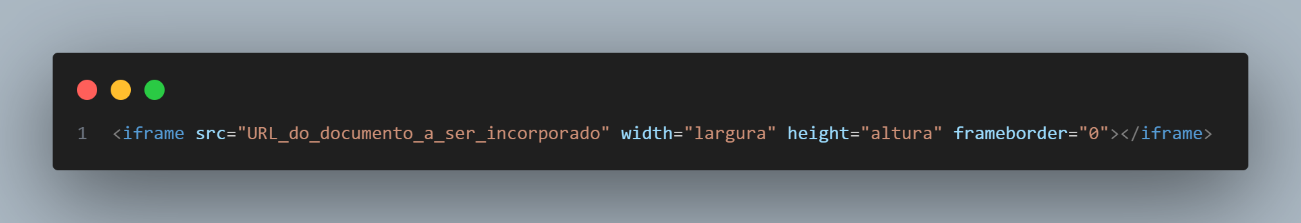 1 <iframe src="URL_do_documento_a_ser_incorporado" width="largura" height="altura" frameborder="0"></iframe>